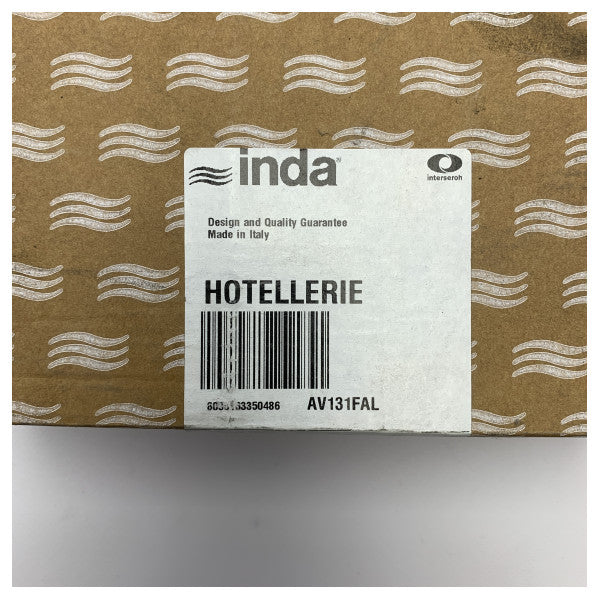 inda®
interseroh
Design and Quality Guarantee
Made in Italy
HOTELLERIE
AV131FAL